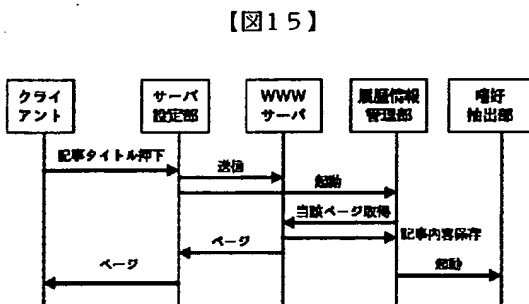 【図15】
クライ
アント
サーバ
設定部
WWW
サーバ
履歴情報
管理部
嗜好
抽出部
記事タイトル押下
送信
起動
当該ページ取得
記事内容保存
ページ
ページ
起動